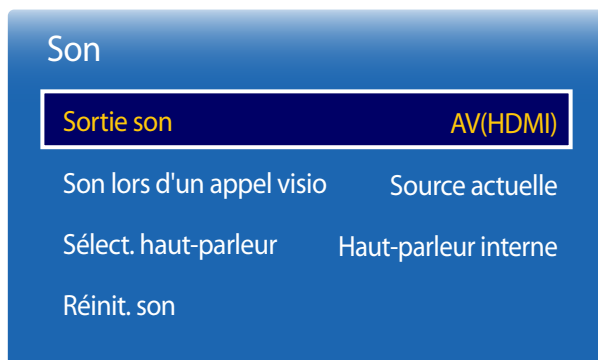 Son
Sortie son AV(HDMI)
Son lors d'un appel visio Source actuelle
Sélect. haut-parleur Haut-parleur interne
Réinit. son